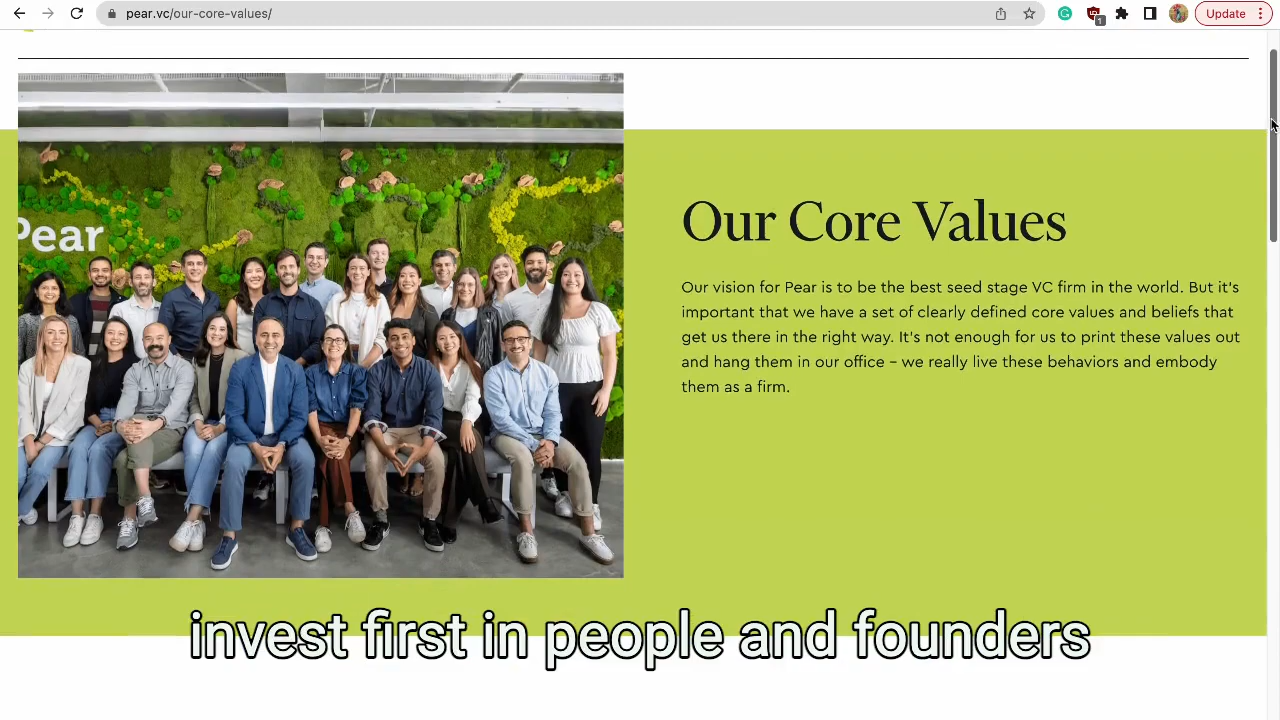 pear.vc/our-core-values/
Update
1
Pear
Our Core Values
Our vision for Pear is to be the best seed stage VC firm in the world. But it's
important that we have a set of clearly defined core values and beliefs that
get us there in the right way. It's not enough for us to print these values out
and hang them in our office – we really live these behaviors and embody
them as a firm.
invest first in people and founders